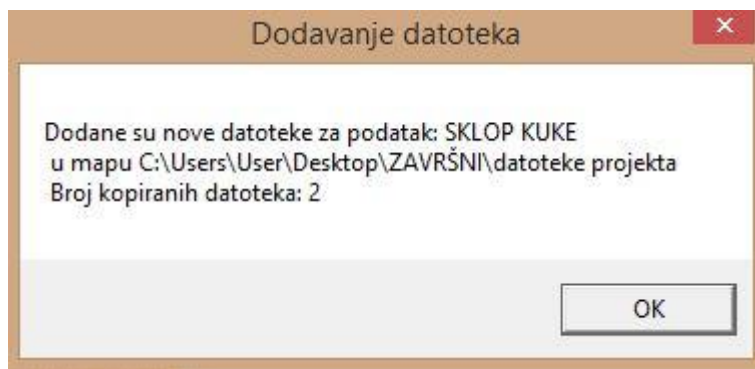 Dodavanje datoteka
Dodane su nove datoteke za podatak: SKLOP KUKE
u mapu C:\Users\User\Desktop\ZAVRŠNI\datoteke projekta
Broj kopiranih datoteka: 2
OK